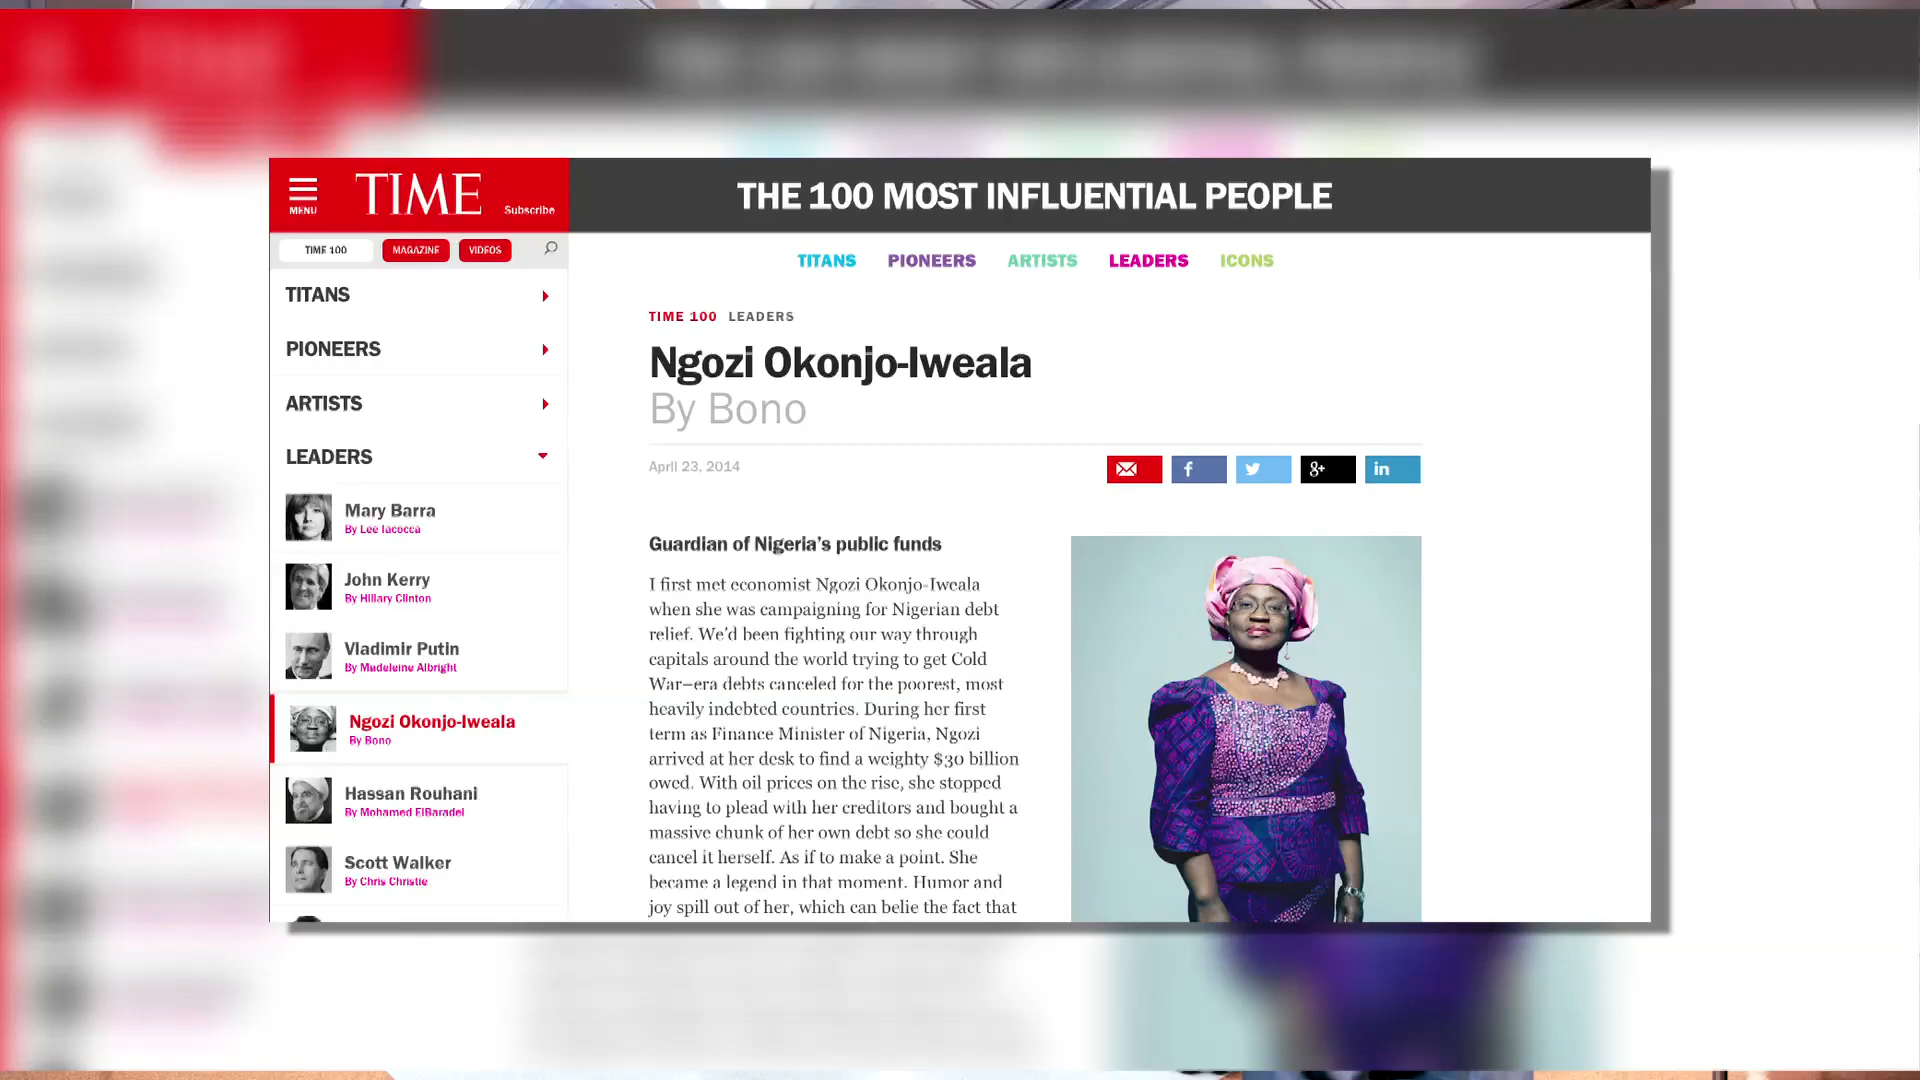 MENU
TIME
Subscribe
THE 100 MOST INFLUENTIAL PEOPLE
TIME 100
MAGAZINE
VIDEOS
TITANS
PIONEERS
ARTISTS
LEADERS
Mary Barra
By Lee Iacocca
John Kerry
By Hillary Clinton
Vladimir Putin
By Madeleine Albright
Ngozi Okonjo-Iweala
By Bono
Hassan Rouhani
By Mohamed ElBaradei
Scott Walker
By Chris Christie
TITANS PIONEERS ARTISTS LEADERS ICONS
TIME 100 LEADERS
Ngozi Okonjo-Iweala
By Bono
April 23, 2014
f
8+
in
Guardian of Nigeria's public funds
I first met economist Ngozi Okonjo-Iweala
when she was campaigning for Nigerian debt
relief. We'd been fighting our way through
capitals around the world trying to get Cold
War–era debts canceled for the poorest, most
heavily indebted countries. During her first
term as Finance Minister of Nigeria, Ngozi
arrived at her desk to find a weighty $30 billion
owed. With oil prices on the rise, she stopped
having to plead with her creditors and bought a
massive chunk of her own debt so she could
cancel it herself. As if to make a point. She
became a legend in that moment. Humor and
joy spill out of her, which can belie the fact that